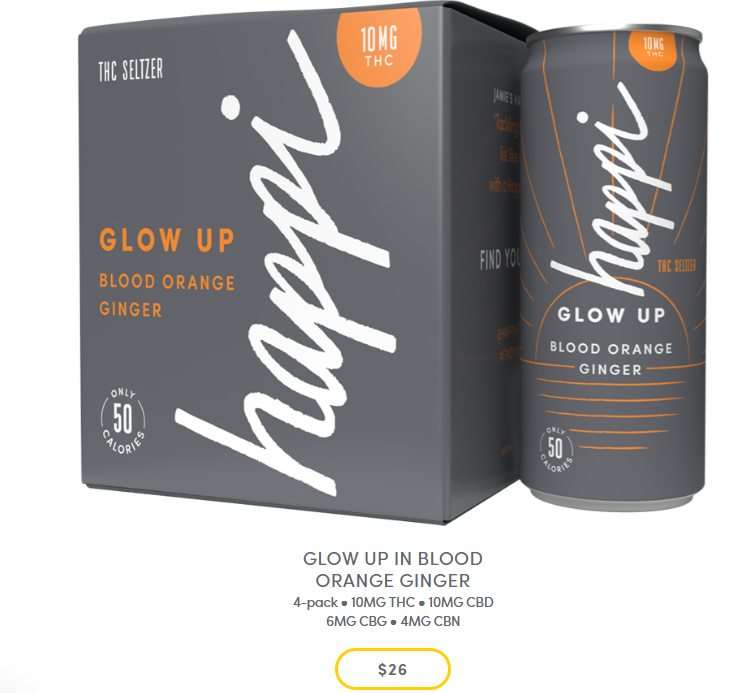 THC SELTZER
10MG
THC
happi
GLOW UP
BLOOD ORANGE
GINGER
ONLY
50
CALORIES
JAMIE'S
FIND YOU
10MG
THC
happi
THC SELTZER
GLOW UP
BLOOD ORANGE
GINGER
ONLY
50
CALORIES
GLOW UP IN BLOOD
ORANGE GINGER
4-pack • 10MG THC • 10MG CBD
6MG CBG • 4MG CBN
$26